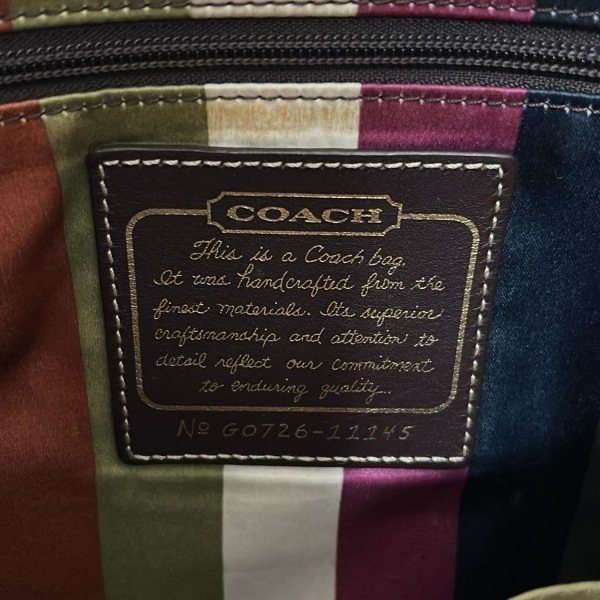 COACH
This is a Coach bag.
It was handcrafted from the
finest materials. Its superior
craftsmanship and attention to
detail reflect our commitment
to enduring quality..
No G0726-11145